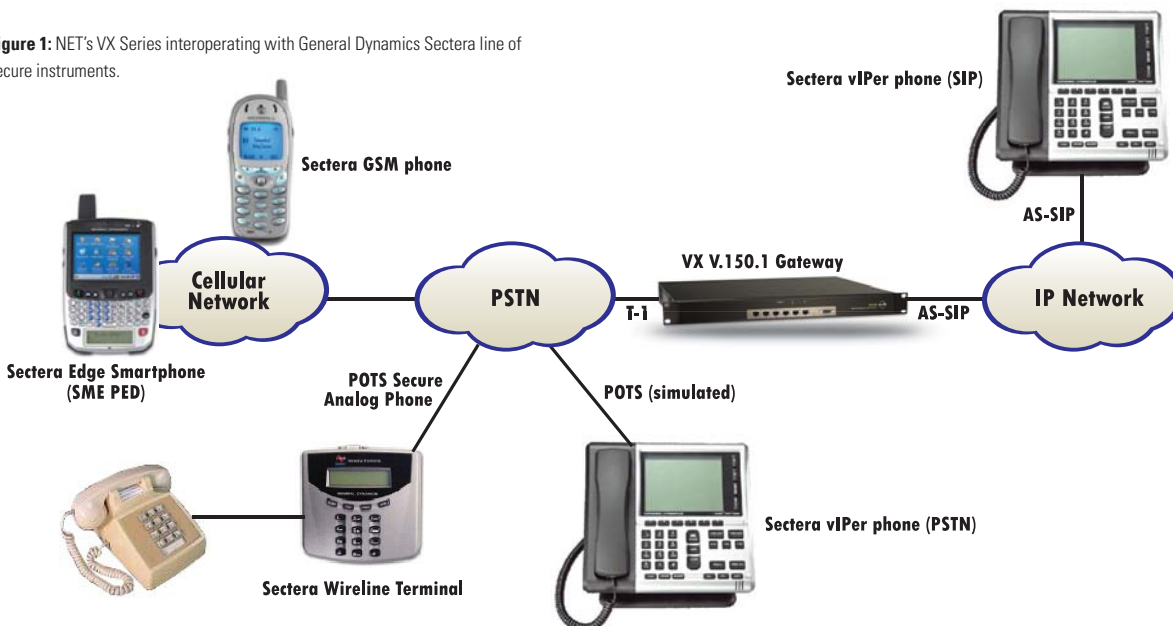 igure 1: NET's VX Series interoperating with General Dynamics Sectera line of
ecure instruments.
Sectera vIPer phone (SIP)
Sectera GSM phone
AS-SIP
VX V.150.1 Gateway
Cellular
Network
PSTN
T-1
AS-SIP
IP Network
Sectera Edge Smartphone
(SME PED)
POTS Secure
Analog Phone
POTS (simulated)
Sectera vIPer phone (PSTN)
Sectera Wireline Terminal